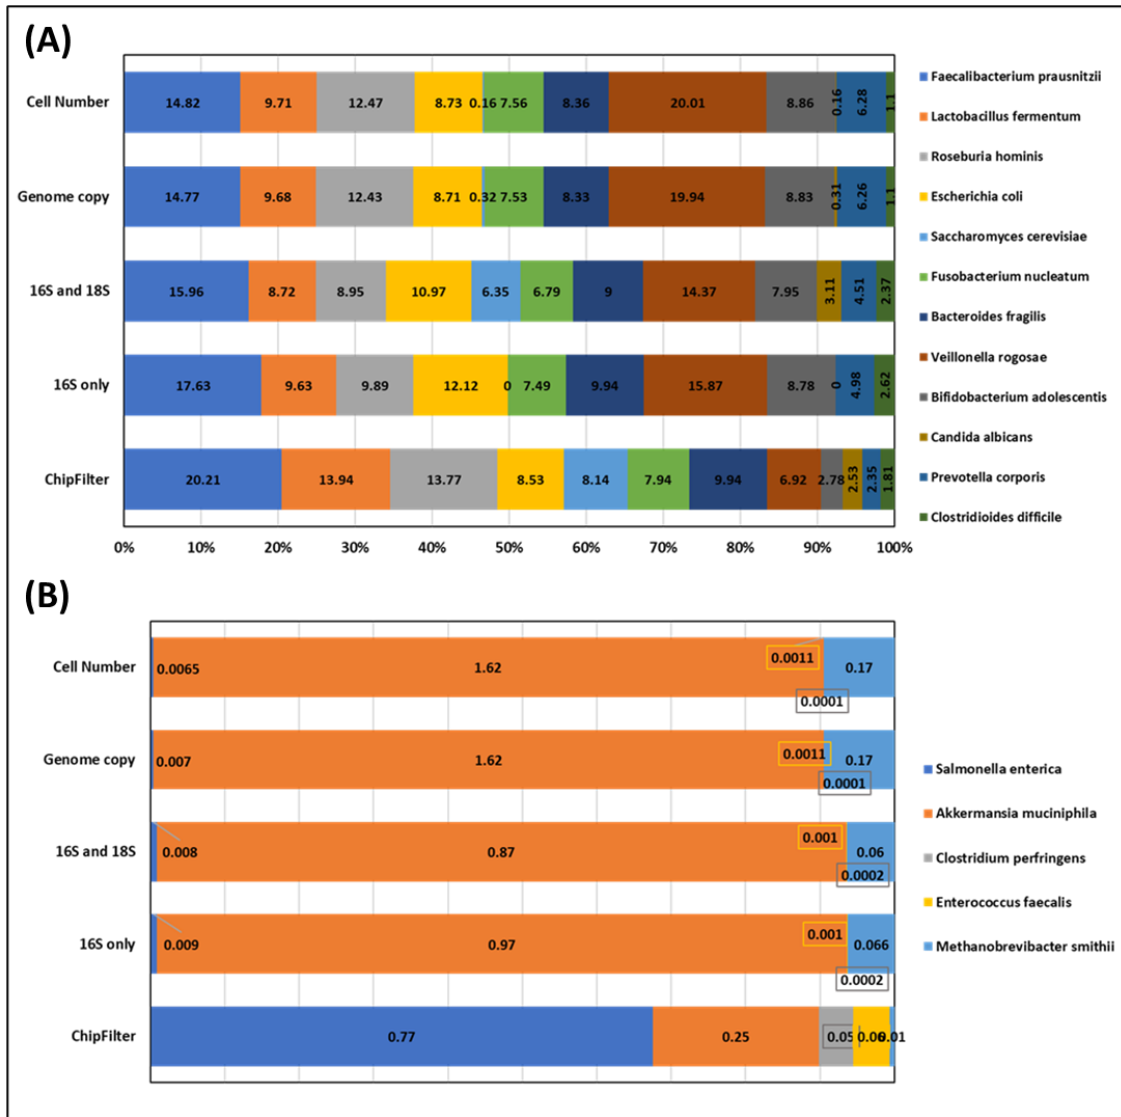 (A)
Cell Number
14.82 9.71 12.47 8.73 0.16 7.56 8.36 20.01 8.86 0.16 6.28 1.1
Genome copy
14.77 9.68 12.43 8.71 0.32 7.53 8.33 19.94 8.83 0.31 6.26 1.1
16S and 18S
15.96 8.72 8.95 10.97 6.35 6.79 9 14.37 7.95 3.11 4.51 2.37
16S only
17.63 9.63 9.89 12.12 0 7.49 9.94 15.87 8.78 0 4.98 2.62
ChipFilter
20.21 13.94 13.77 8.53 8.14 7.94 9.94 6.92 2.78 2.53 2.35 1.81
0% 10% 20% 30% 40% 50% 60% 70% 80% 90% 100%
Faecalibacterium prausnitzii
Lactobacillus fermentum
Roseburia hominis
Escherichia coli
Saccharomyces cerevisiae
Fusobacterium nucleatum
Bacteroides fragilis
Veillonella rogosae
Bifidobacterium adolescentis
Candida albicans
Prevotella corporis
Clostridioides difficile
(B)
Cell Number
0.0065 1.62 0.0011 0.17
0.0001
Genome copy
0.007 1.62 0.0011 0.17
0.0001
16S and 18S
0.008 0.87 0.001 0.06
0.0002
16S only
0.009 0.97 0.001 0.066
0.0002
ChipFilter
0.77 0.25 0.05 0.06 0.01
Salmonella enterica
Akkermansia muciniphila
Clostridium perfringens
Enterococcus faecalis
Methanobrevibacter smithii